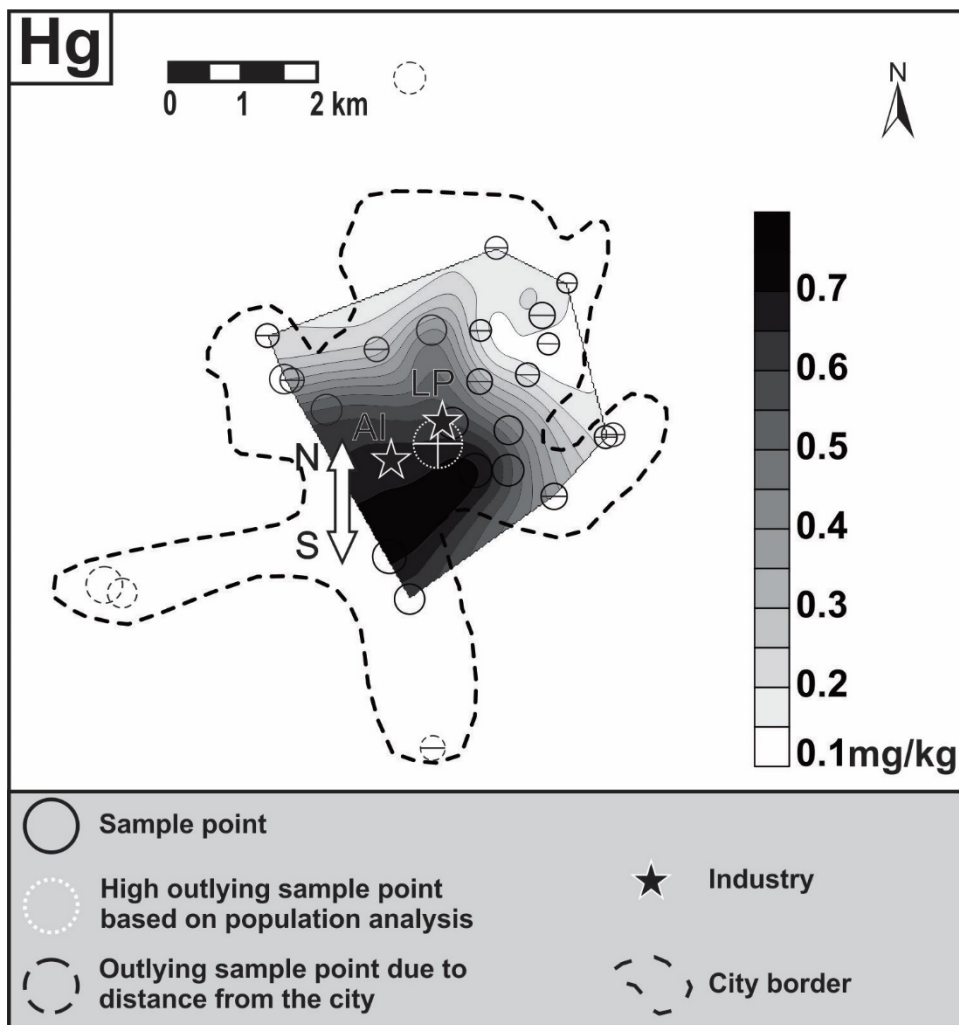 Hg
N
0 1 2 km
0.7
0.6
LP
AI
N
0.5
S
0.4
0.3
0.2
0.1mg/kg
Sample point
High outlying sample point
based on population analysis
Industry
Outlying sample point due to
distance from the city
City border